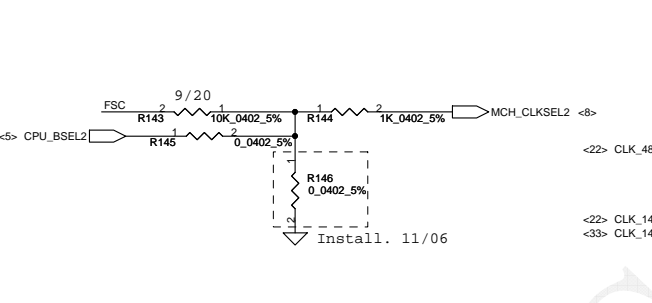 9/20
FSC 2 1 1 2 MCH_CLKSEL2 <8>
R143 10K_0402_5% R144 1K_0402_5%
<5> CPU_BSEL2 1 2
R145 0_0402_5%
<22> CLK_48
1
R146
0_0402_5%
2
<22> CLK_14
<33> CLK_14
Install. 11/06